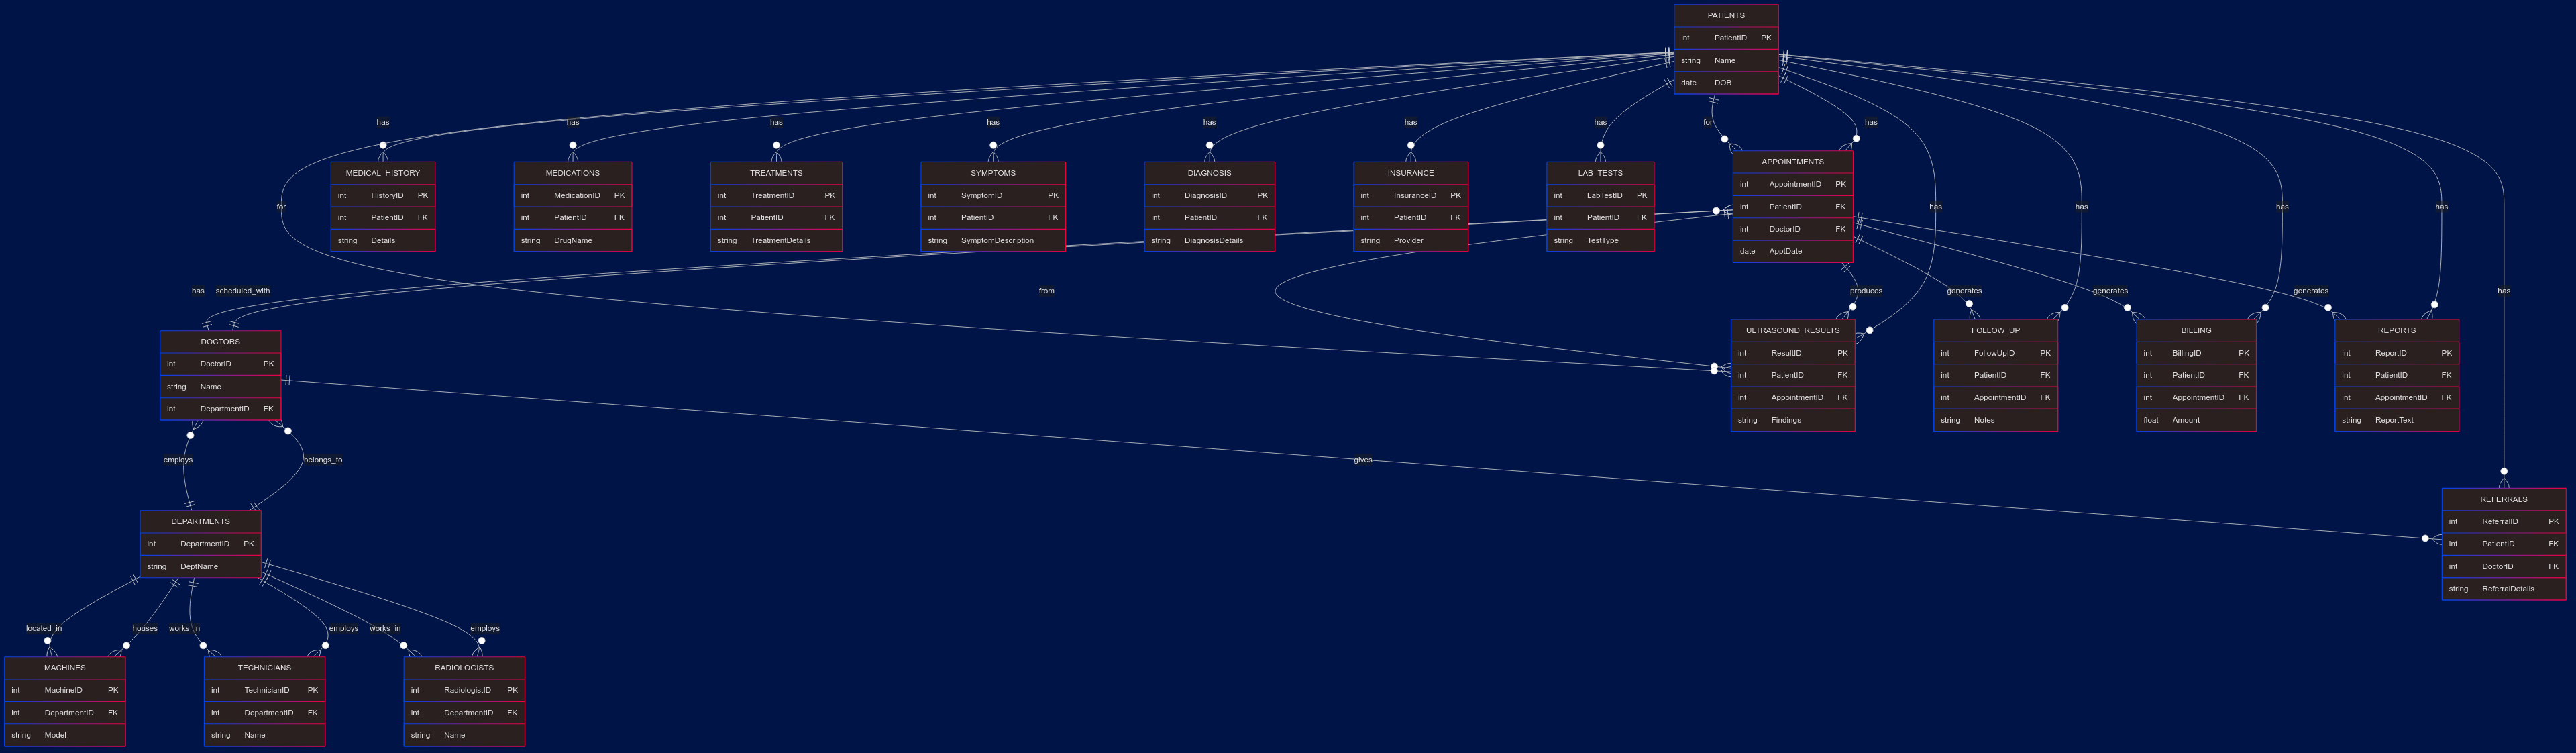 PATIENTS
int PatientID PK
string Name
date DOB
has
has
has
has
has
has
has
for
has
MEDICAL_HISTORY
int HistoryID PK
int PatientID FK
string Details
MEDICATIONS
int MedicationID PK
int PatientID FK
string DrugName
TREATMENTS
int TreatmentID PK
int PatientID FK
string TreatmentDetails
SYMPTOMS
int SymptomID PK
int PatientID FK
string SymptomDescription
DIAGNOSIS
int DiagnosisID PK
int PatientID FK
string DiagnosisDetails
INSURANCE
int InsuranceID PK
int PatientID FK
string Provider
LAB_TESTS
int LabTestID PK
int PatientID FK
string TestType
APPOINTMENTS
int AppointmentID PK
int PatientID FK
int DoctorID FK
date ApptDate
for
has
has
has
has
has
scheduled_with
from
produces
generates
generates
generates
has
DOCTORS
int DoctorID PK
string Name
int DepartmentID FK
ULTRASOUND_RESULTS
int ResultID PK
int PatientID FK
int AppointmentID FK
string Findings
FOLLOW_UP
int FollowUpID PK
int PatientID FK
int AppointmentID FK
string Notes
BILLING
int BillingID PK
int PatientID FK
int AppointmentID FK
float Amount
REPORTS
int ReportID PK
int PatientID FK
int AppointmentID FK
string ReportText
employs
belongs_to
gives
DEPARTMENTS
int DepartmentID PK
string DeptName
REFERRALS
int ReferralID PK
int PatientID FK
int DoctorID FK
string ReferralDetails
located_in
houses
works_in
employs
works_in
employs
MACHINES
int MachineID PK
int DepartmentID FK
string Model
TECHNICIANS
int TechnicianID PK
int DepartmentID FK
string Name
RADIOLOGISTS
int RadiologistID PK
int DepartmentID FK
string Name